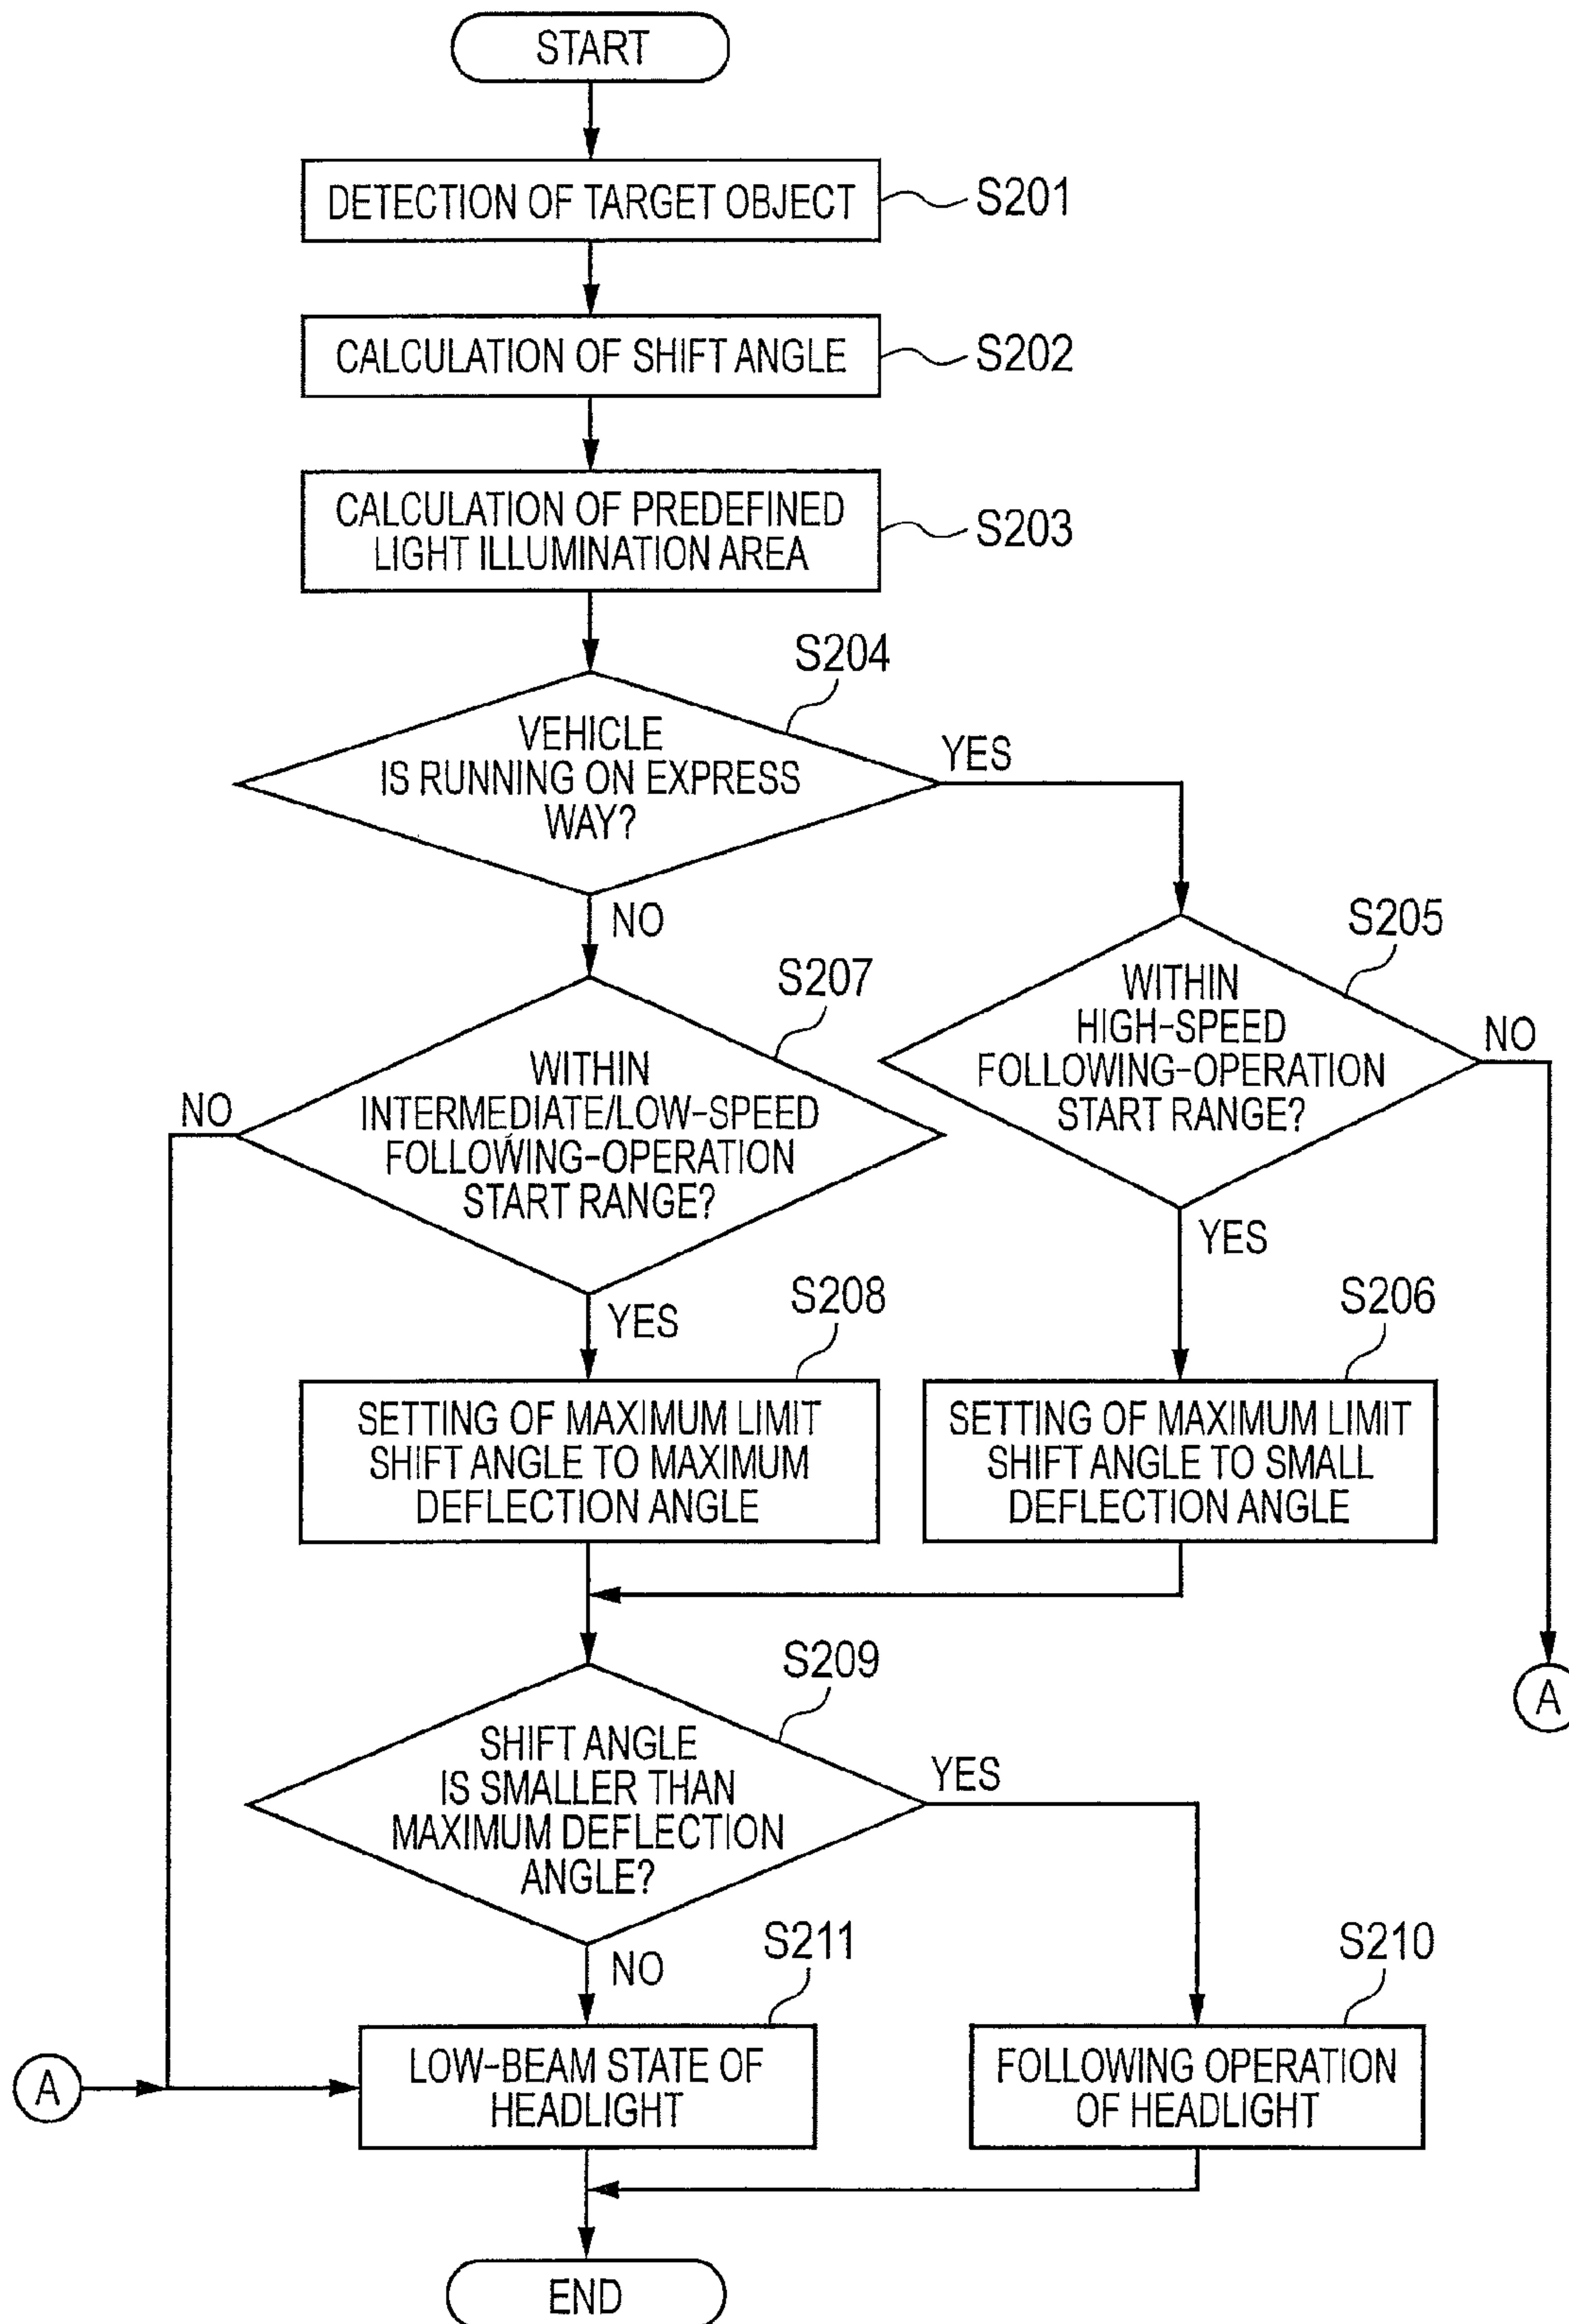 START
DETECTION OF TARGET OBJECT
S201
CALCULATION OF SHIFT ANGLE
S202
CALCULATION OF PREDEFINED
LIGHT ILLUMINATION AREA
S203
S204
VEHICLE
IS RUNNING ON EXPRESS
WAY?
YES
NO
S205
WITHIN
HIGH-SPEED
FOLLOWING-OPERATION
START RANGE?
NO
YES
S207
WITHIN
INTERMEDIATE/LOW-SPEED
FOLLOWING-OPERATION
START RANGE?
NO
YES
S208
SETTING OF MAXIMUM LIMIT
SHIFT ANGLE TO MAXIMUM
DEFLECTION ANGLE
S206
SETTING OF MAXIMUM LIMIT
SHIFT ANGLE TO SMALL
DEFLECTION ANGLE
A
S209
SHIFT ANGLE
IS SMALLER THAN
MAXIMUM DEFLECTION
ANGLE?
YES
NO
S211
LOW-BEAM STATE OF
HEADLIGHT
S210
FOLLOWING OPERATION
OF HEADLIGHT
A
END